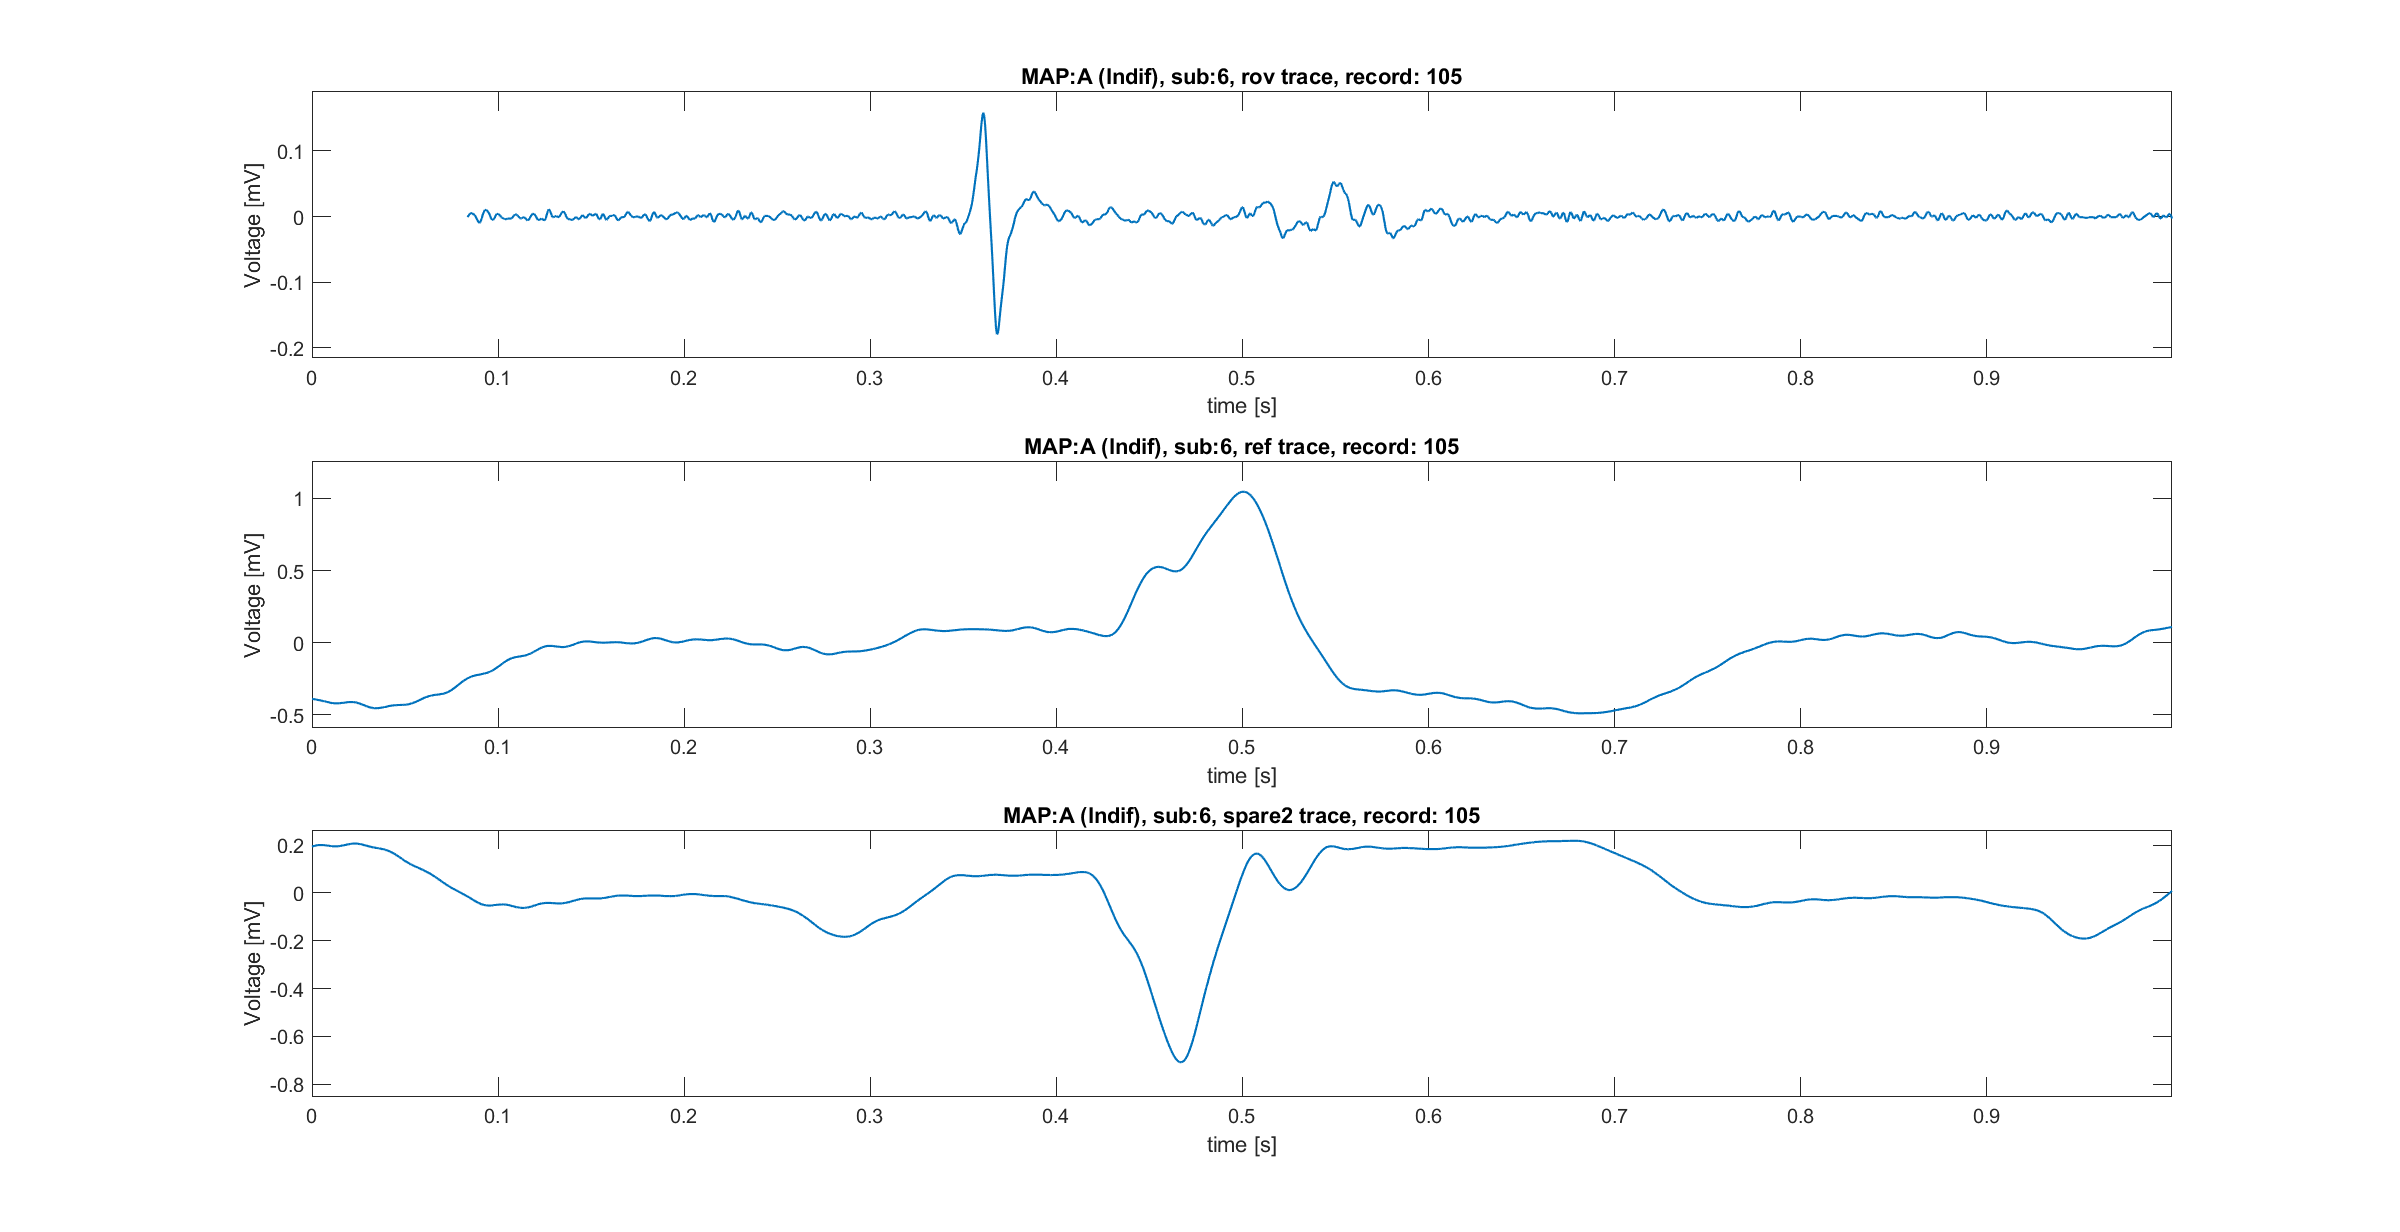 MAP:A (Indif), sub:6, rov trace, record: 105
Voltage [mV]
0.1
0
-0.1
-0.2
0 0.1 0.2 0.3 0.4 0.5 0.6 0.7 0.8 0.9
time [s]
MAP:A (Indif), sub:6, ref trace, record: 105
Voltage [mV]
1
0.5
0
-0.5
0 0.1 0.2 0.3 0.4 0.5 0.6 0.7 0.8 0.9
time [s]
MAP:A (Indif), sub:6, spare2 trace, record: 105
Voltage [mV]
0.2
0
-0.2
-0.4
-0.6
-0.8
0 0.1 0.2 0.3 0.4 0.5 0.6 0.7 0.8 0.9
time [s]